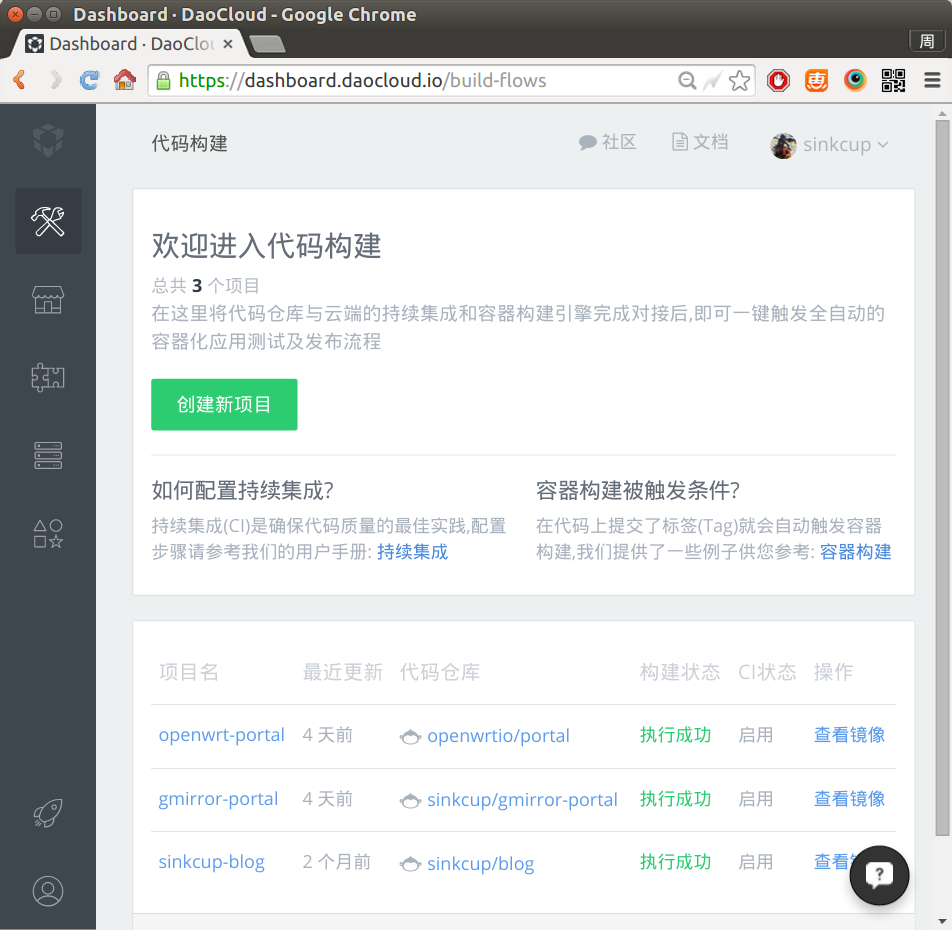 Dashboard · DaoCloud - Google Chrome
Dashboard · DaoClou
周
https://dashboard.daocloud.io/build-flows
代码构建
社区
文档
sinkcup
欢迎进入代码构建
总共 3 个项目
在这里将代码仓库与云端的持续集成和容器构建引擎完成对接后,即可一键触发全自动的
容器化应用测试及发布流程
创建新项目
如何配置持续集成?
持续集成(CI)是确保代码质量的最佳实践,配置
步骤请参考我们的用户手册: 持续集成
容器构建被触发条件?
在代码上提交了标签(Tag)就会自动触发容器
构建,我们提供了一些例子供您参考: 容器构建
项目名 最近更新 代码仓库 构建状态 CI状态 操作
openwrt-portal 4 天前 openwrtio/portal 执行成功 启用 查看镜像
gmirror-portal 4 天前 sinkcup/gmirror-portal 执行成功 启用 查看镜像
sinkcup-blog 2 个月前 sinkcup/blog 执行成功 启用 查看